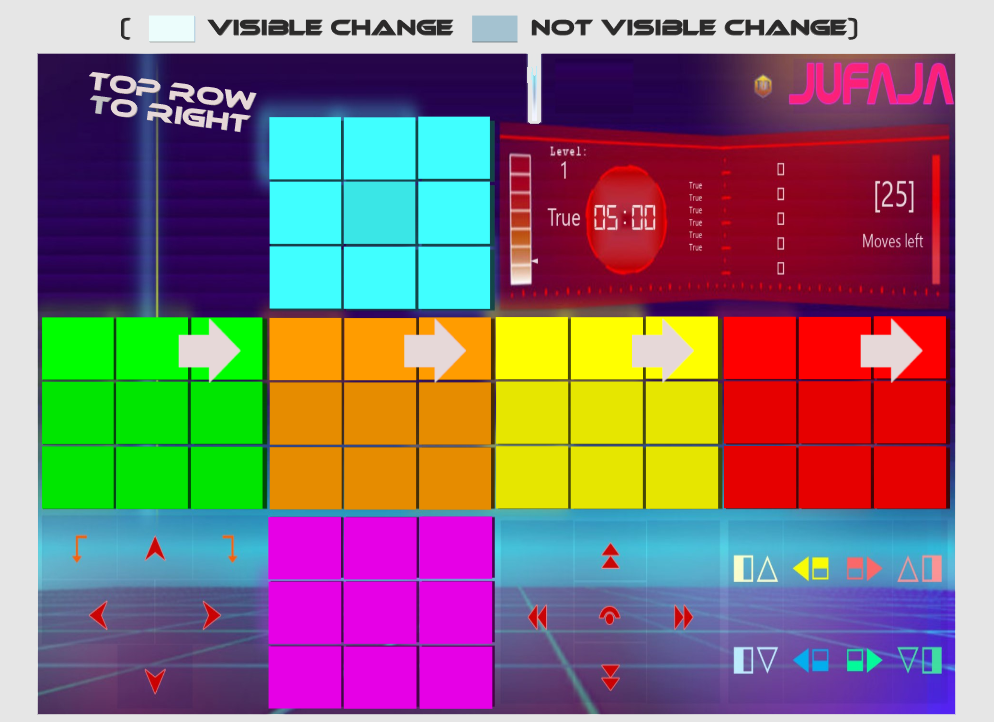 ( VISIBLE CHANGE NOT VISIBLE CHANGE)
TOP ROW
TO RIGHT
JUFAJA
Level:
1
True
05:00
True
True
True
True
True
True
[25]
Moves left